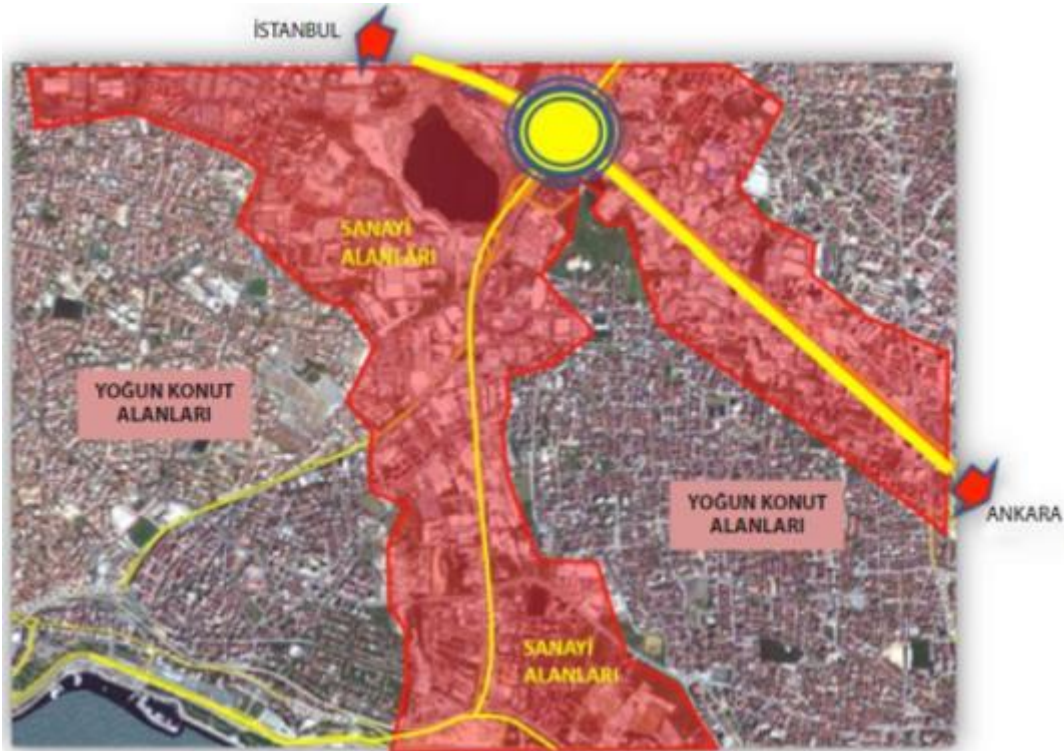 İSTANBUL
SANAYİ
ALANLARI
YOĞUN KONUT
ALANLARI
YOĞUN KONUT
ALANLARI
ANKARA
SANAYİ
ALANLARI